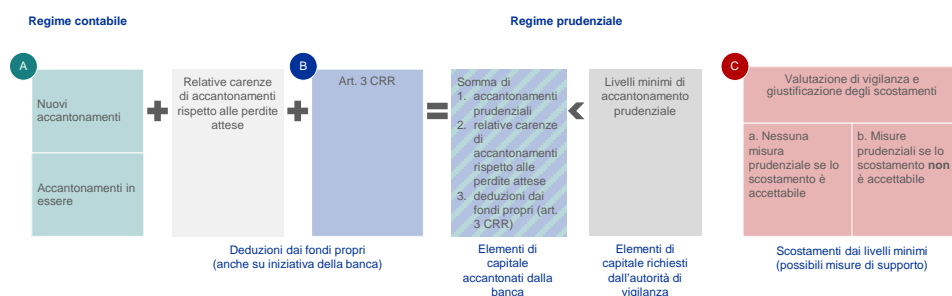 Regime contabile
Regime prudenziale
A
Nuovi
accantonamenti
Accantonamenti in
essere
Relative carenze
di accantonamenti
rispetto alle perdite
attese
B
Art. 3 CRR
Somma di
1. accantonamenti
prudenziali
2. relative carenze
di
accantonamenti
rispetto alle
perdite attese
3. deduzioni dai
fondi propri (art.
3 CRR)
Livelli minimi di
accantonamento
prudenziale
C
Valutazione di vigilanza e
giustificazione degli scostamenti
a. Nessuna
misura
prudenziale se lo
scostamento è
accettabile
b. Misure
prudenziali se lo
scostamento non
è accettabile
Deduzioni dai fondi propri
(anche su iniziativa della banca)
Elementi di
capitale
accantonati dalla
banca
Elementi di
capitale richiesti
dall'autorità di
vigilanza
Scostamenti dai livelli minimi
(possibili misure di supporto)